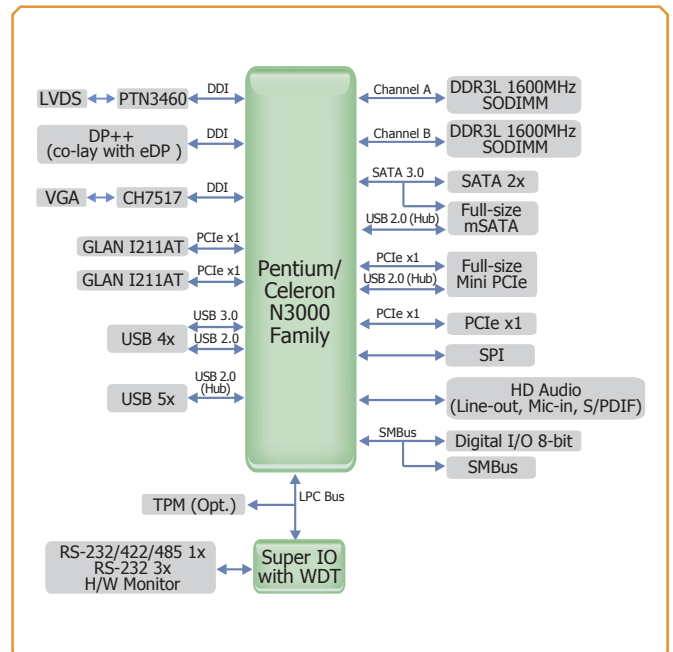 LVDS
PTN3460
DDI
DP++
(co-lay with eDP )
DDI
VGA
CH7517
DDI
GLAN I211AT
PCIe x1
GLAN I211AT
PCIe x1
USB 4x
USB 3.0
USB 2.0
USB 5x
USB 2.0
(Hub)
Pentium/
Celeron
N3000
Family
Channel A
DDR3L 1600MHz
SODIMM
Channel B
DDR3L 1600MHz
SODIMM
SATA 3.0
SATA 2x
USB 2.0 (Hub)
Full-size
mSATA
PCIe x1
USB 2.0 (Hub)
Full-size
Mini PCIe
PCIe x1
PCIe x1
SPI
HD Audio
(Line-out, Mic-in, S/PDIF)
SMBus
Digital I/O 8-bit
SMBus
TPM (Opt.)
LPC Bus
RS-232/422/485 1x
RS-232 3x
H/W Monitor
Super IO
with WDT